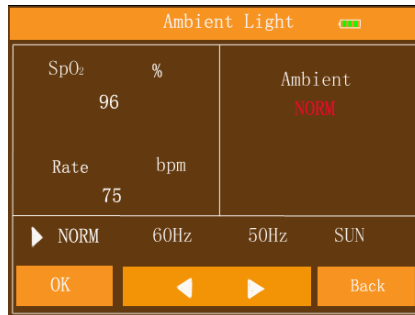 Ambient Light
SpO₂ %
96
Ambient
NORM
Rate bpm
75
NORM 60Hz 50Hz SUN
OK Back